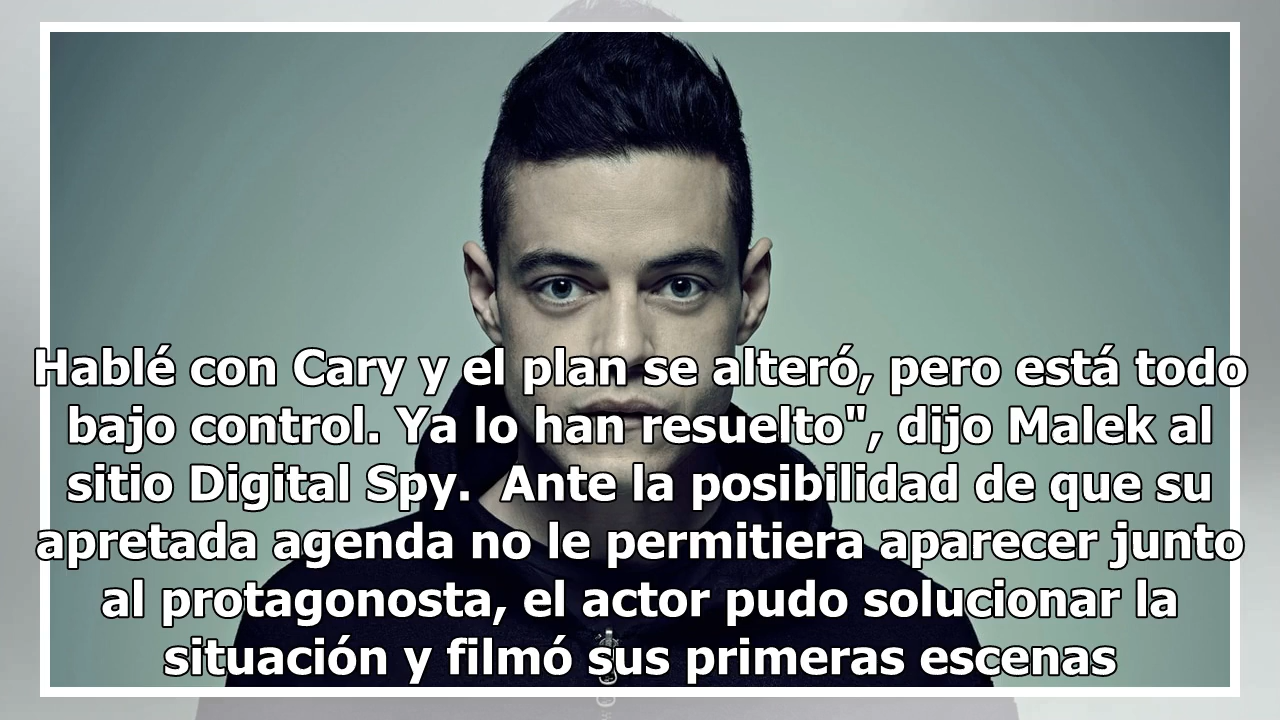 Hablé con Cary y el plan se alteró, pero está todo
bajo control. Ya lo han resuelto", dijo Malek al
sitio Digital Spy.  Ante la posibilidad de que su
apretada agenda no le permitiera aparecer junto
al protagonosta, el actor pudo solucionar la
situación y filmó sus primeras escenas